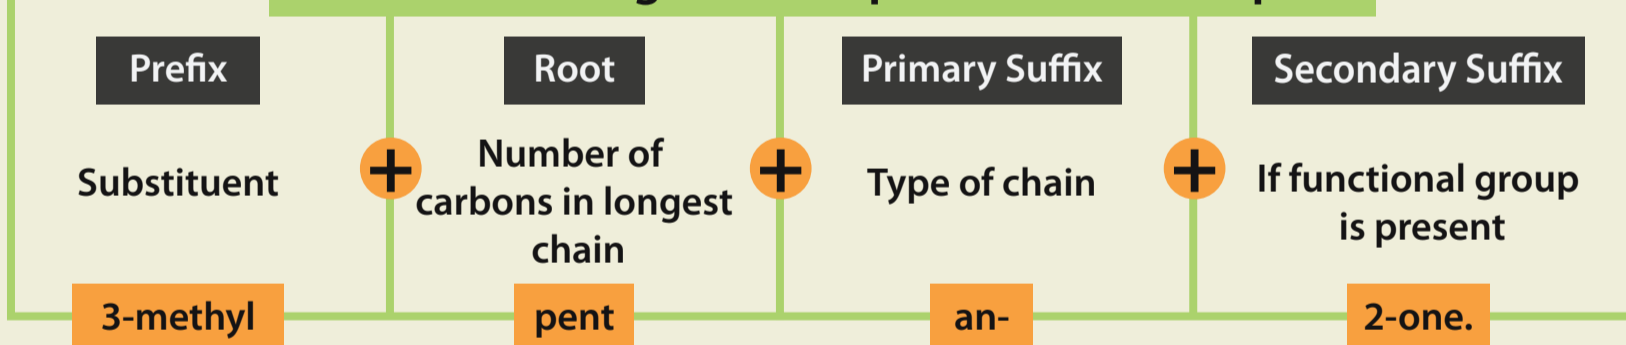 Prefix
Root
Primary Suffix
Secondary Suffix
Substituent
+
Number of
carbons in longest
chain
+
Type of chain
+
If functional group
is present
3-methyl
pent
an-
2-one.